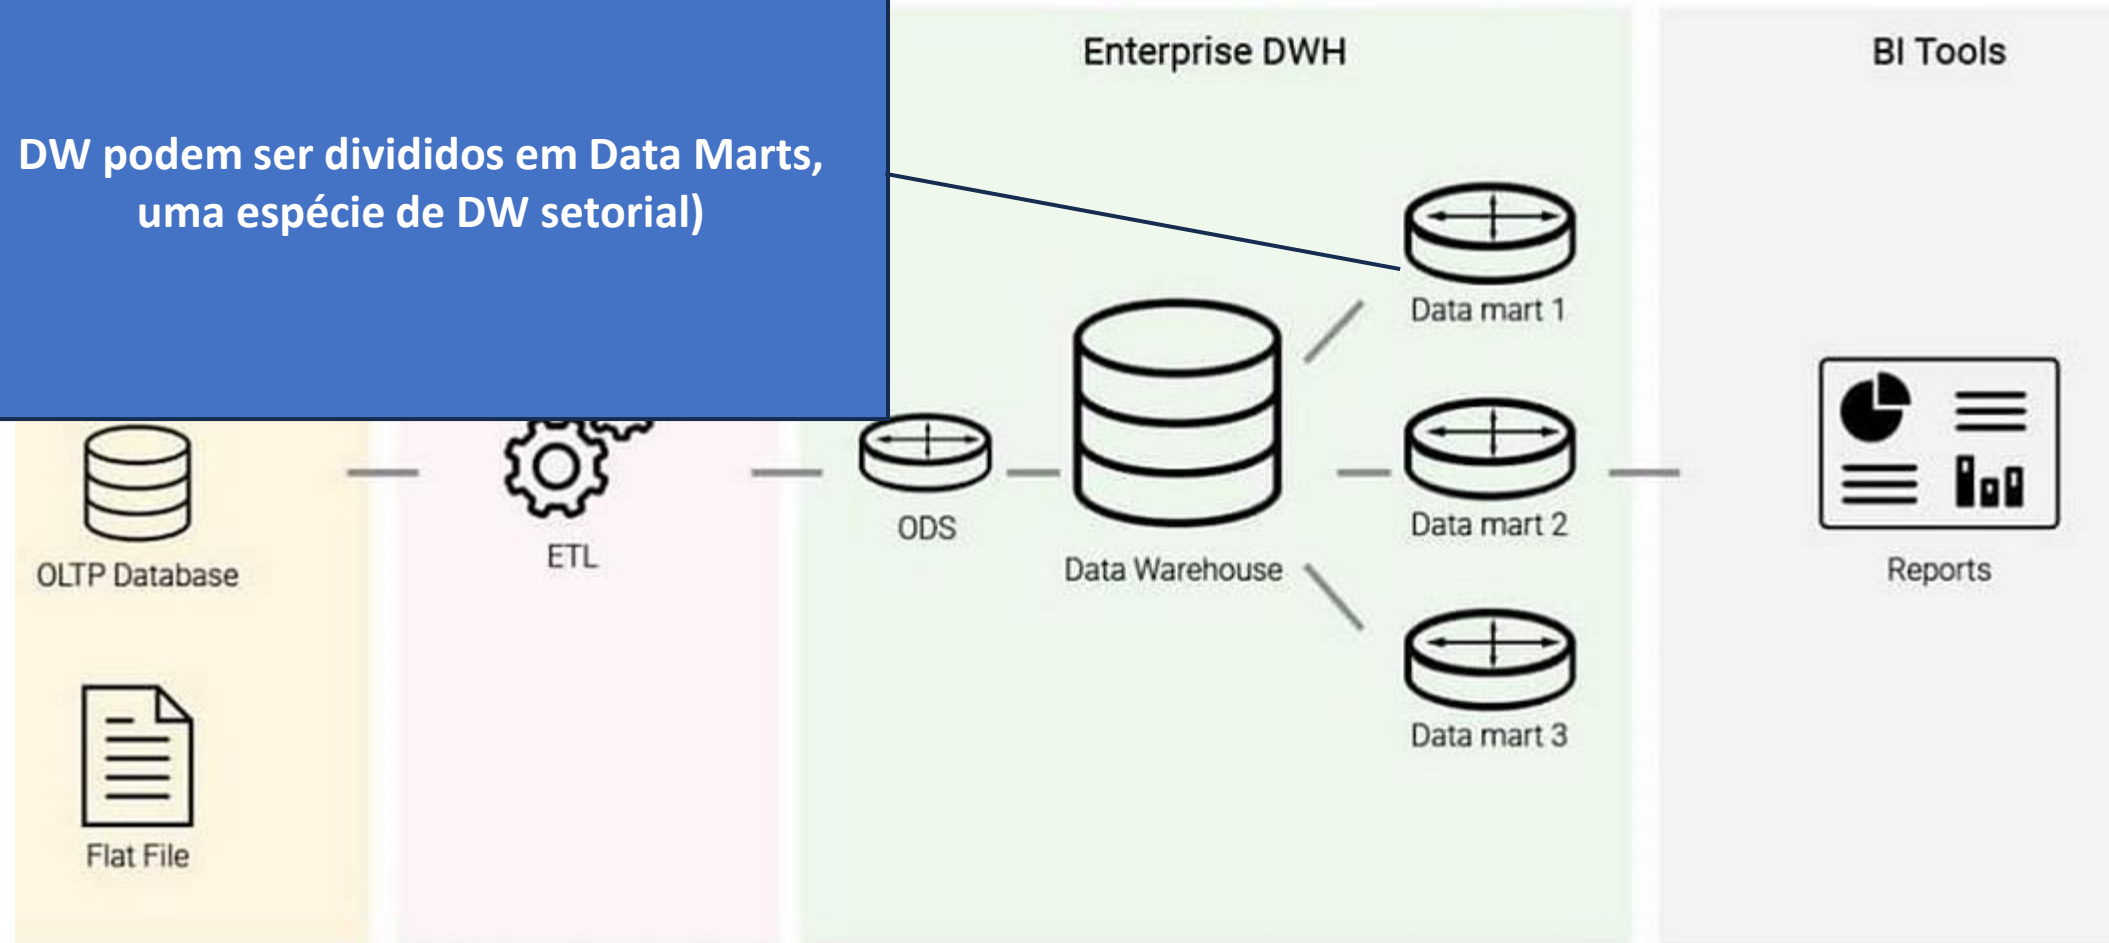 DW podem ser divididos em Data Marts,
uma espécie de DW setorial)
Enterprise DWH
BI Tools
Data mart 1
OLTP Database
ETL
ODS
Data Warehouse
Data mart 2
Reports
Data mart 3
Flat File